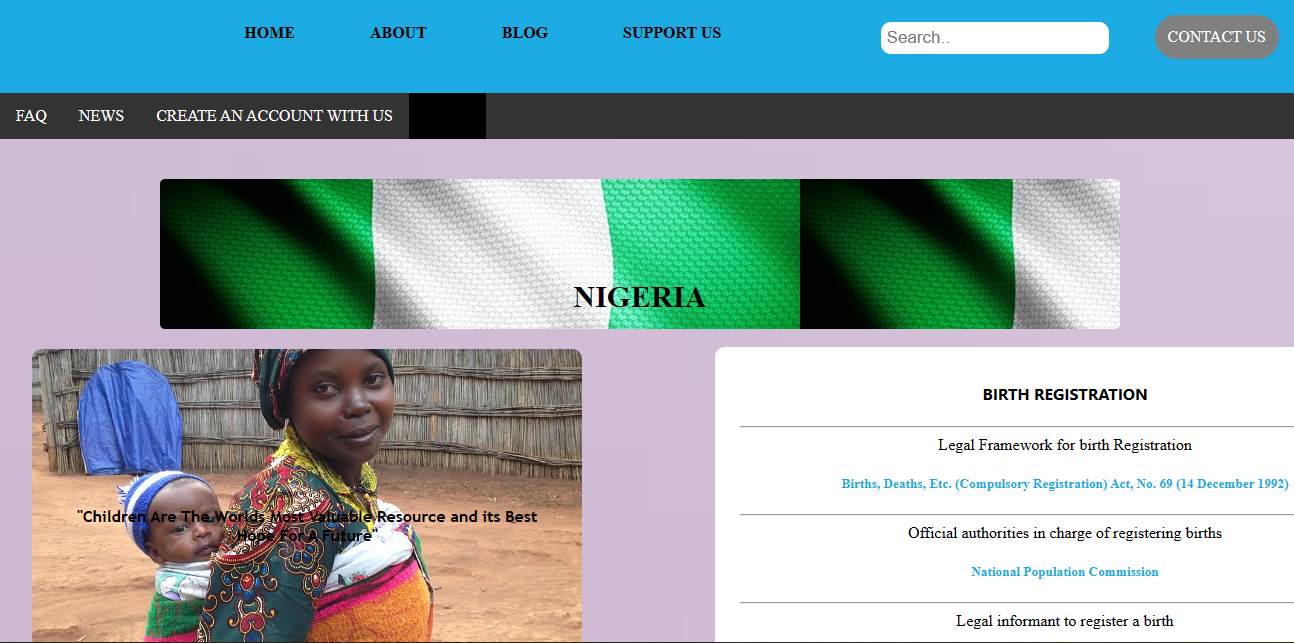 HOME ABOUT BLOG SUPPORT US Search.. CONTACT US
FAQ NEWS CREATE AN ACCOUNT WITH US
NIGERIA
"Children Are The Worlds Most Valuable Resource and its Best
Hope For A Future"
BIRTH REGISTRATION
Legal Framework for birth Registration
Births, Deaths, Etc. (Compulsory Registration) Act, No. 69 (14 December 1992)
Official authorities in charge of registering births
National Population Commission
Legal informant to register a birth